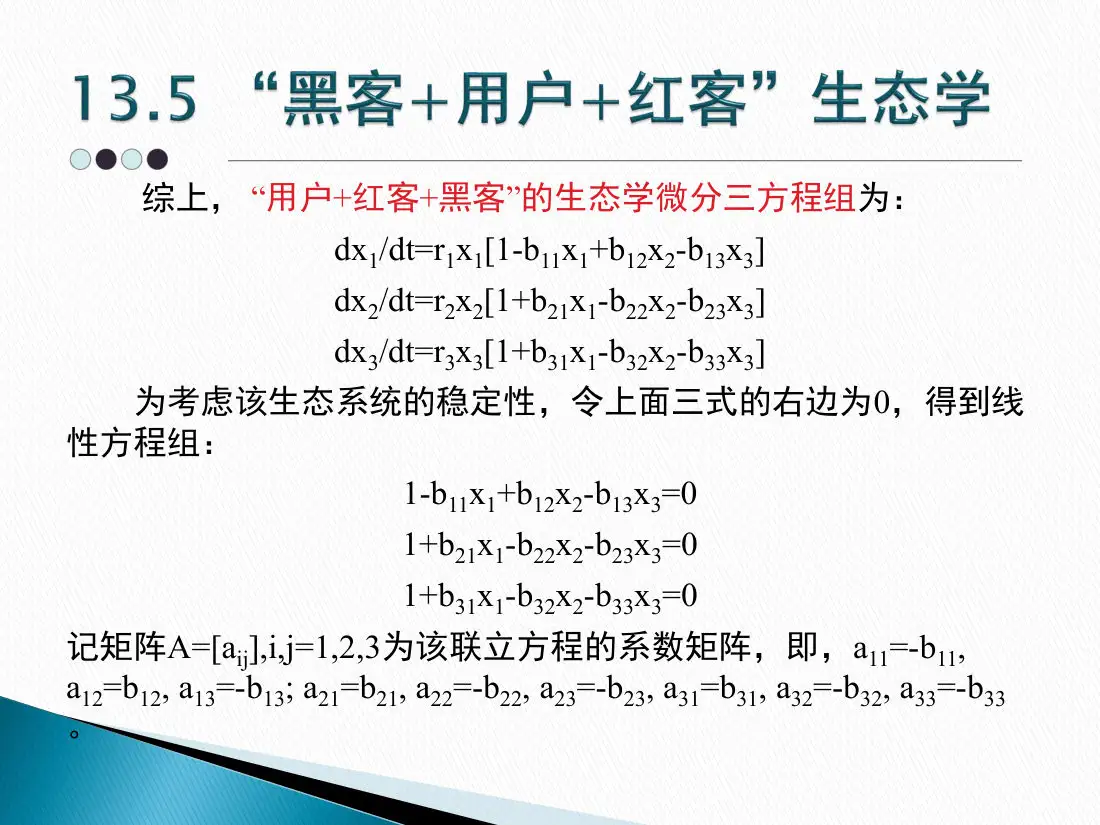 13.5 “黑客+用户+红客”生态学
综上， “用户+红客+黑客”的生态学微分三方程组为：
dx₁/dt=r₁x₁[1-b₁₁x₁+b₁₂x₂-b₁₃x₃]
dx₂/dt=r₂x₂[1+b₂₁x₁-b₂₂x₂-b₂₃x₃]
dx₃/dt=r₃x₃[1+b₃₁x₁-b₃₂x₂-b₃₃x₃]
为考虑该生态系统的稳定性，令上面三式的右边为0，得到线
性方程组：
1-b₁₁x₁+b₁₂x₂-b₁₃x₃=0
1+b₂₁x₁-b₂₂x₂-b₂₃x₃=0
1+b₃₁x₁-b₃₂x₂-b₃₃x₃=0
记矩阵A=[aᵢⱼ],i,j=1,2,3为该联立方程的系数矩阵，即，a₁₁=-b₁₁,
a₁₂=b₁₂, a₁₃=-b₁₃; a₂₁=b₂₁, a₂₂=-b₂₂, a₂₃=-b₂₃, a₃₁=b₃₁, a₃₂=-b₃₂, a₃₃=-b₃₃
。